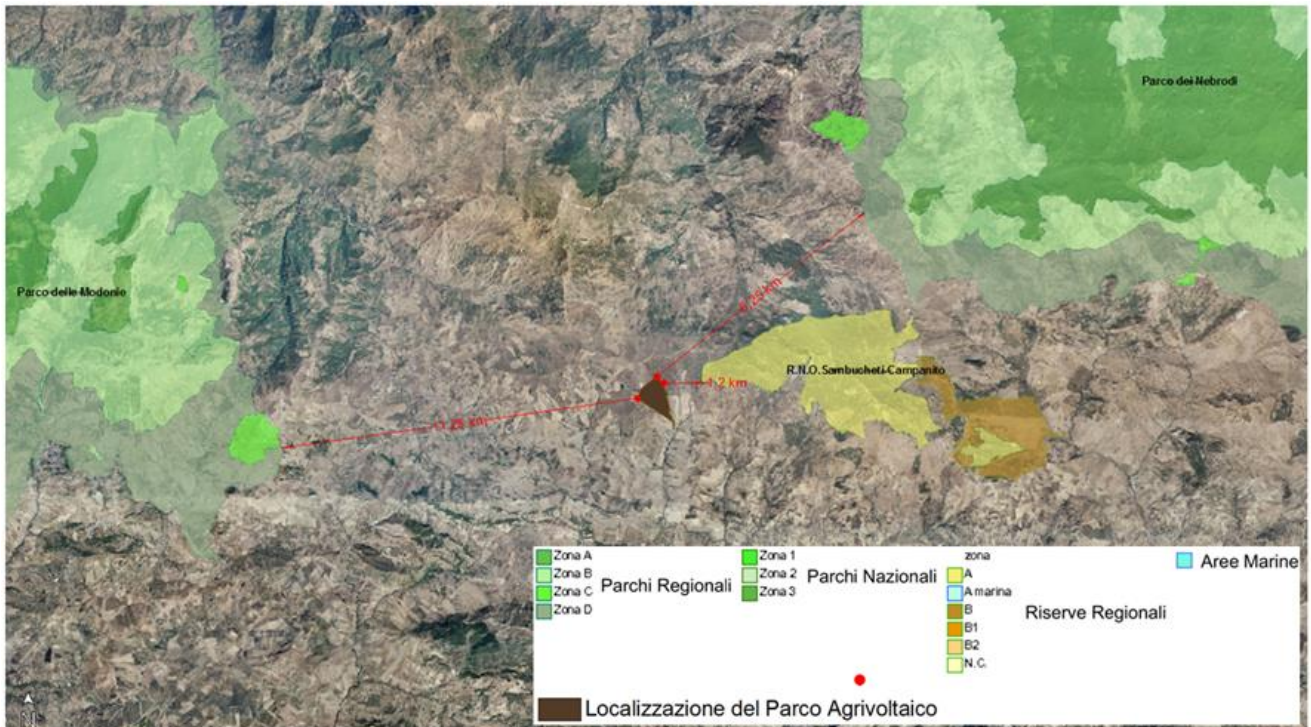 Parco dei Nebrodi
Parco delle Madonie
R.N.O. Sambucheti-Campanito
1,2 km
Zona A
Zona B
Zona C
Zona D
Parchi Regionali
Zona 1
Zona 2
Zona 3
Parchi Nazionali
zona
A
A marina
B
B1
B2
N.C.
Riserve Regionali
Aree Marine
Localizzazione del Parco Agrivoltaico
N